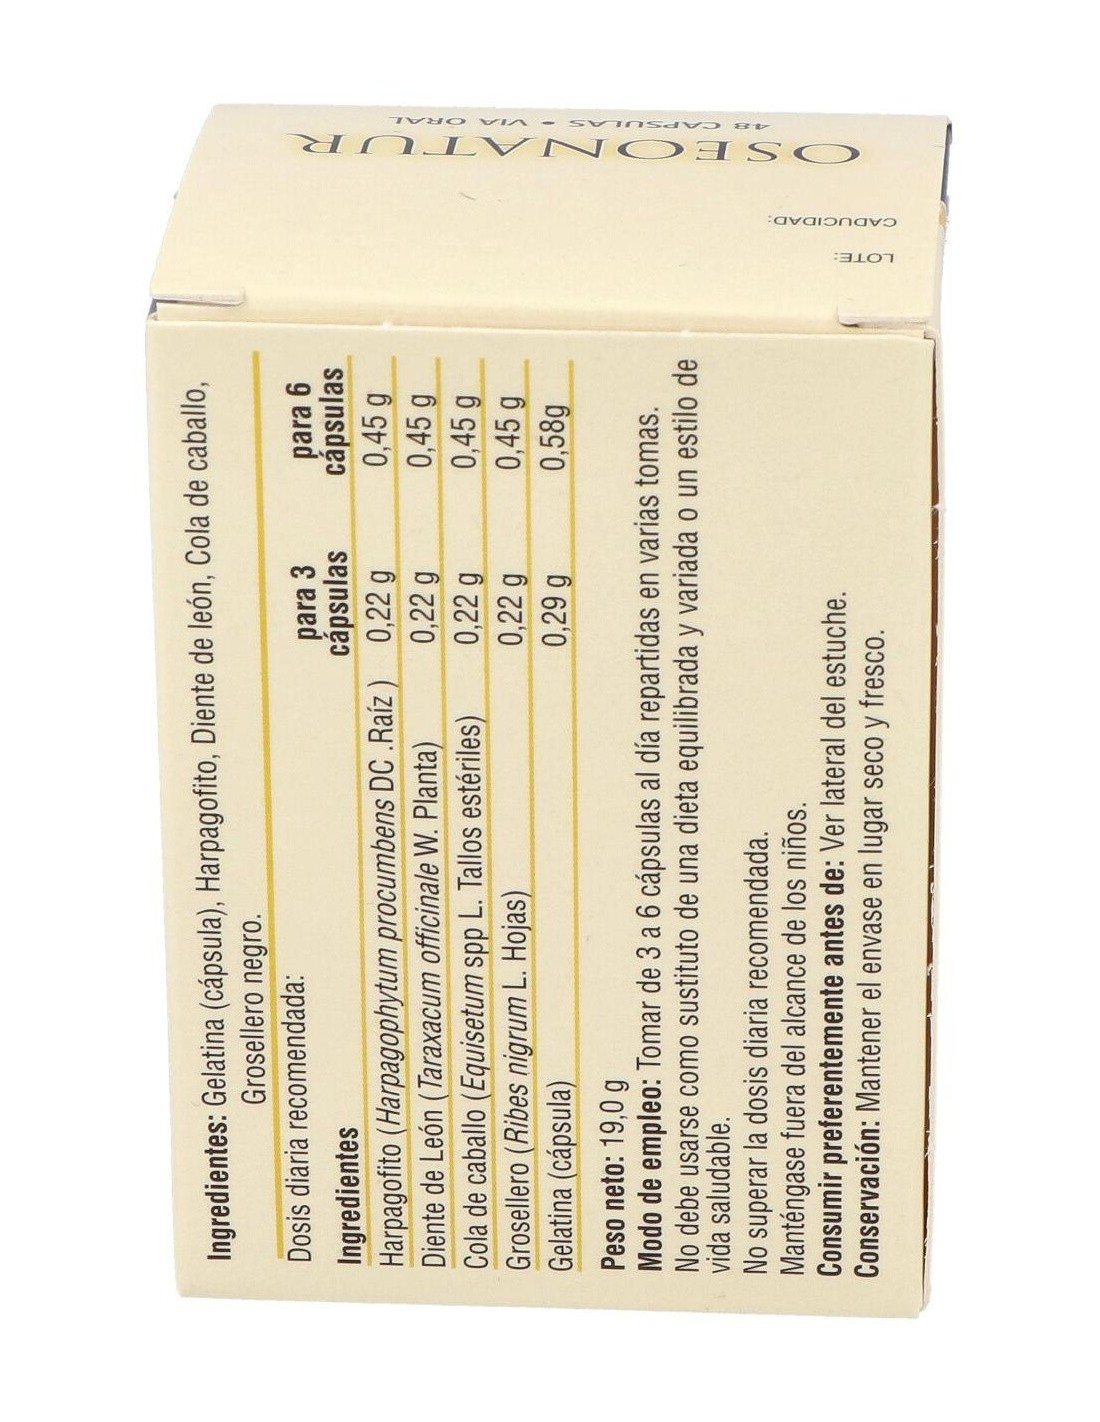 OSEONATUR
48 CAPSULAS • VIA ORAL
CADUCIDAD:
LOTE:
Ingredientes: Gelatina (cápsula), Harpagofito, Diente de león, Cola de caballo,
Grosellero negro.
Dosis diaria recomendada:
para 3 para 6
Ingredientes cápsulas cápsulas
Harpagofito (Harpagophytum procumbens DC .Raíz ) 0,22 g 0,45 g
Diente de León (Taraxacum officinale W. Planta) 0,22 g 0,45 g
Cola de caballo (Equisetum spp L. Tallos estériles) 0,22 g 0,45 g
Grosellero (Ribes nigrum L. Hojas) 0,22 g 0,45 g
Gelatina (cápsula) 0,29 g 0,58g
Peso neto: 19,0 g
Modo de empleo: Tomar de 3 a 6 cápsulas al día repartidas en varias tomas.
No debe usarse como sustituto de una dieta equilibrada y variada o un estilo de
vida saludable.
No superar la dosis diaria recomendada.
Manténgase fuera del alcance de los niños.
Consumir preferentemente antes de: Ver lateral del estuche.
Conservación: Mantener el envase en lugar seco y fresco.